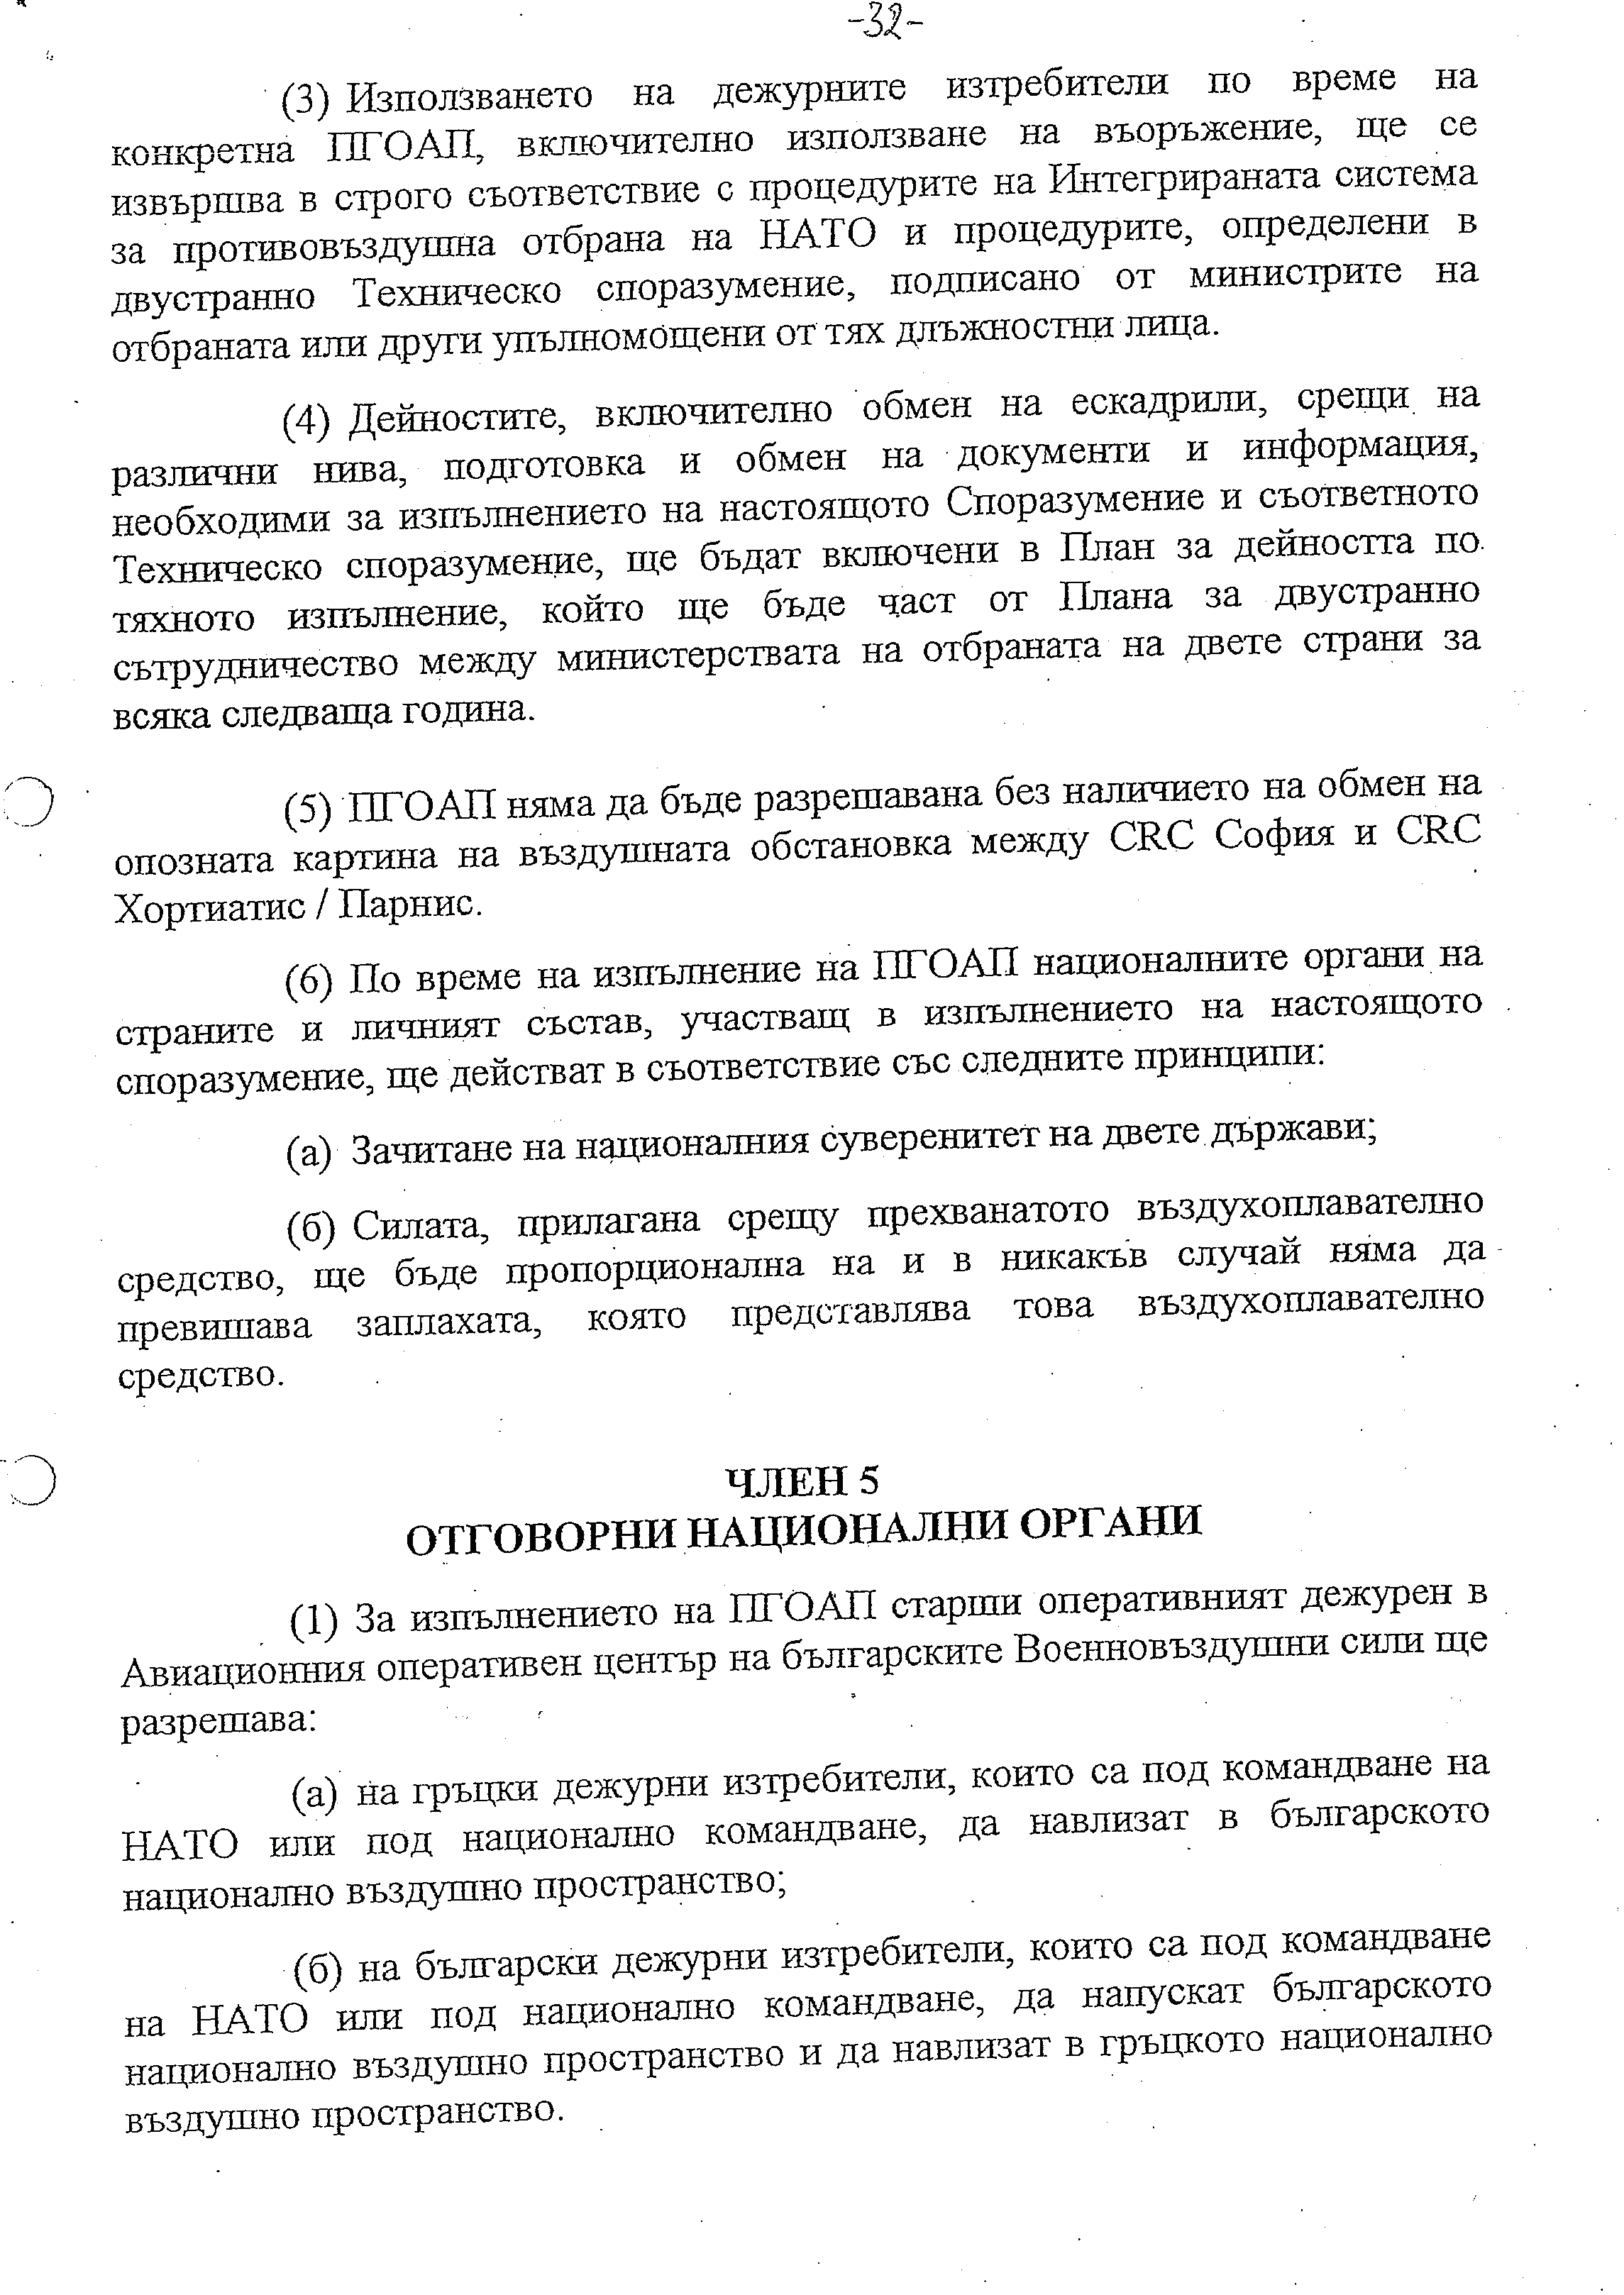 -32-
(3) Използването на дежурните изтребители по време на
конкретна ПГОАП, включително използване на въоръжение, ще се
извършва в строго съответствие с процедурите на Интегрираната система
за противовъздушна отбрана на НАТО и процедурите, определени в
двустранно Техническо споразумение, подписано от министрите на
отбраната или други упълномощени от тях длъжностни лица.
(4) Дейностите, включително обмен на ескадрили, срещи на
различни нива, подготовка и обмен на документи и информация,
необходими за изпълнението на настоящото Споразумение и съответното
Техническо споразумение, ще бъдат включени в План за дейността по
тяхното изпълнение, който ще бъде част от Плана за двустранно
сътрудничество между министерствата на отбраната на двете страни за
всяка следваща година.
(5) ПГОАП няма да бъде разрешавана без наличието на обмен на
опозната картина на въздушната обстановка между CRC София и CRC
Хортиатис / Парнис.
(6) По време на изпълнение на ПГОАП националните органи на
страните и личният състав, участващ в изпълнението на настоящото
споразумение, ще действат в съответствие със следните принципи:
(а) Зачитане на националния суверенитет на двете държави;
(б) Силата, прилагана срещу прехванатото въздухоплавателно
средство, ще бъде пропорционална на и в никакъв случай няма да
превишава заплахата, която представлява това въздухоплавателно
средство.
ЧЛЕН 5
ОТГОВОРНИ НАЦИОНАЛНИ ОРГАНИ
(1) За изпълнението на ПГОАП старши оперативният дежурен в
Авиационния оперативен център на българските Военновъздушни сили ще
разрешава:
(а) на гръцки дежурни изтребители, които са под командване на
НАТО или под национално командване, да навлизат в българското
национално въздушно пространство;
(б) на български дежурни изтребители, които са под командване
на НАТО или под национално командване, да напускат българското
национално въздушно пространство и да навлизат в гръцкото национално
въздушно пространство.